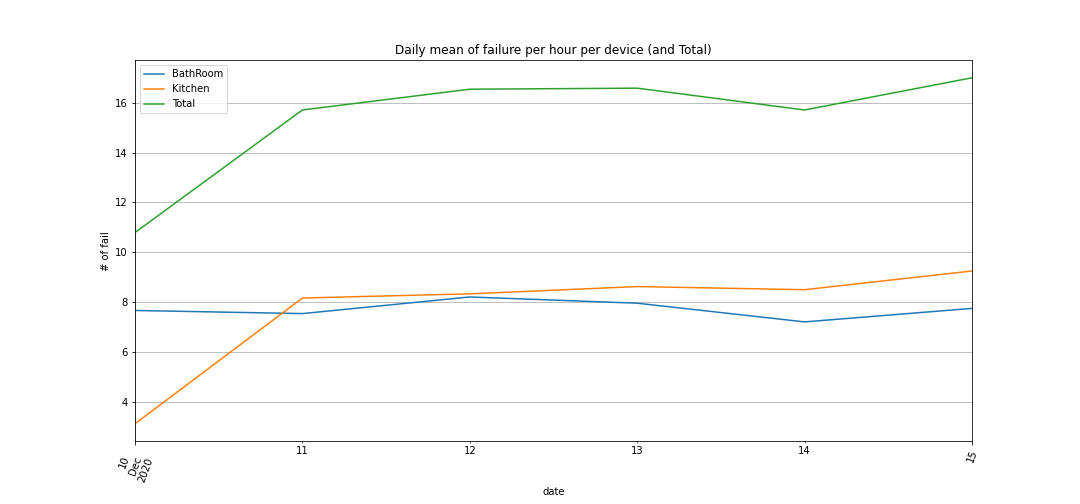 Daily mean of failure per hour per device (and Total)
BathRoom
Kitchen
Total
16
14
12
10
8
6
4
# of fail
10
Dec
2020
11
12
13
14
15
date